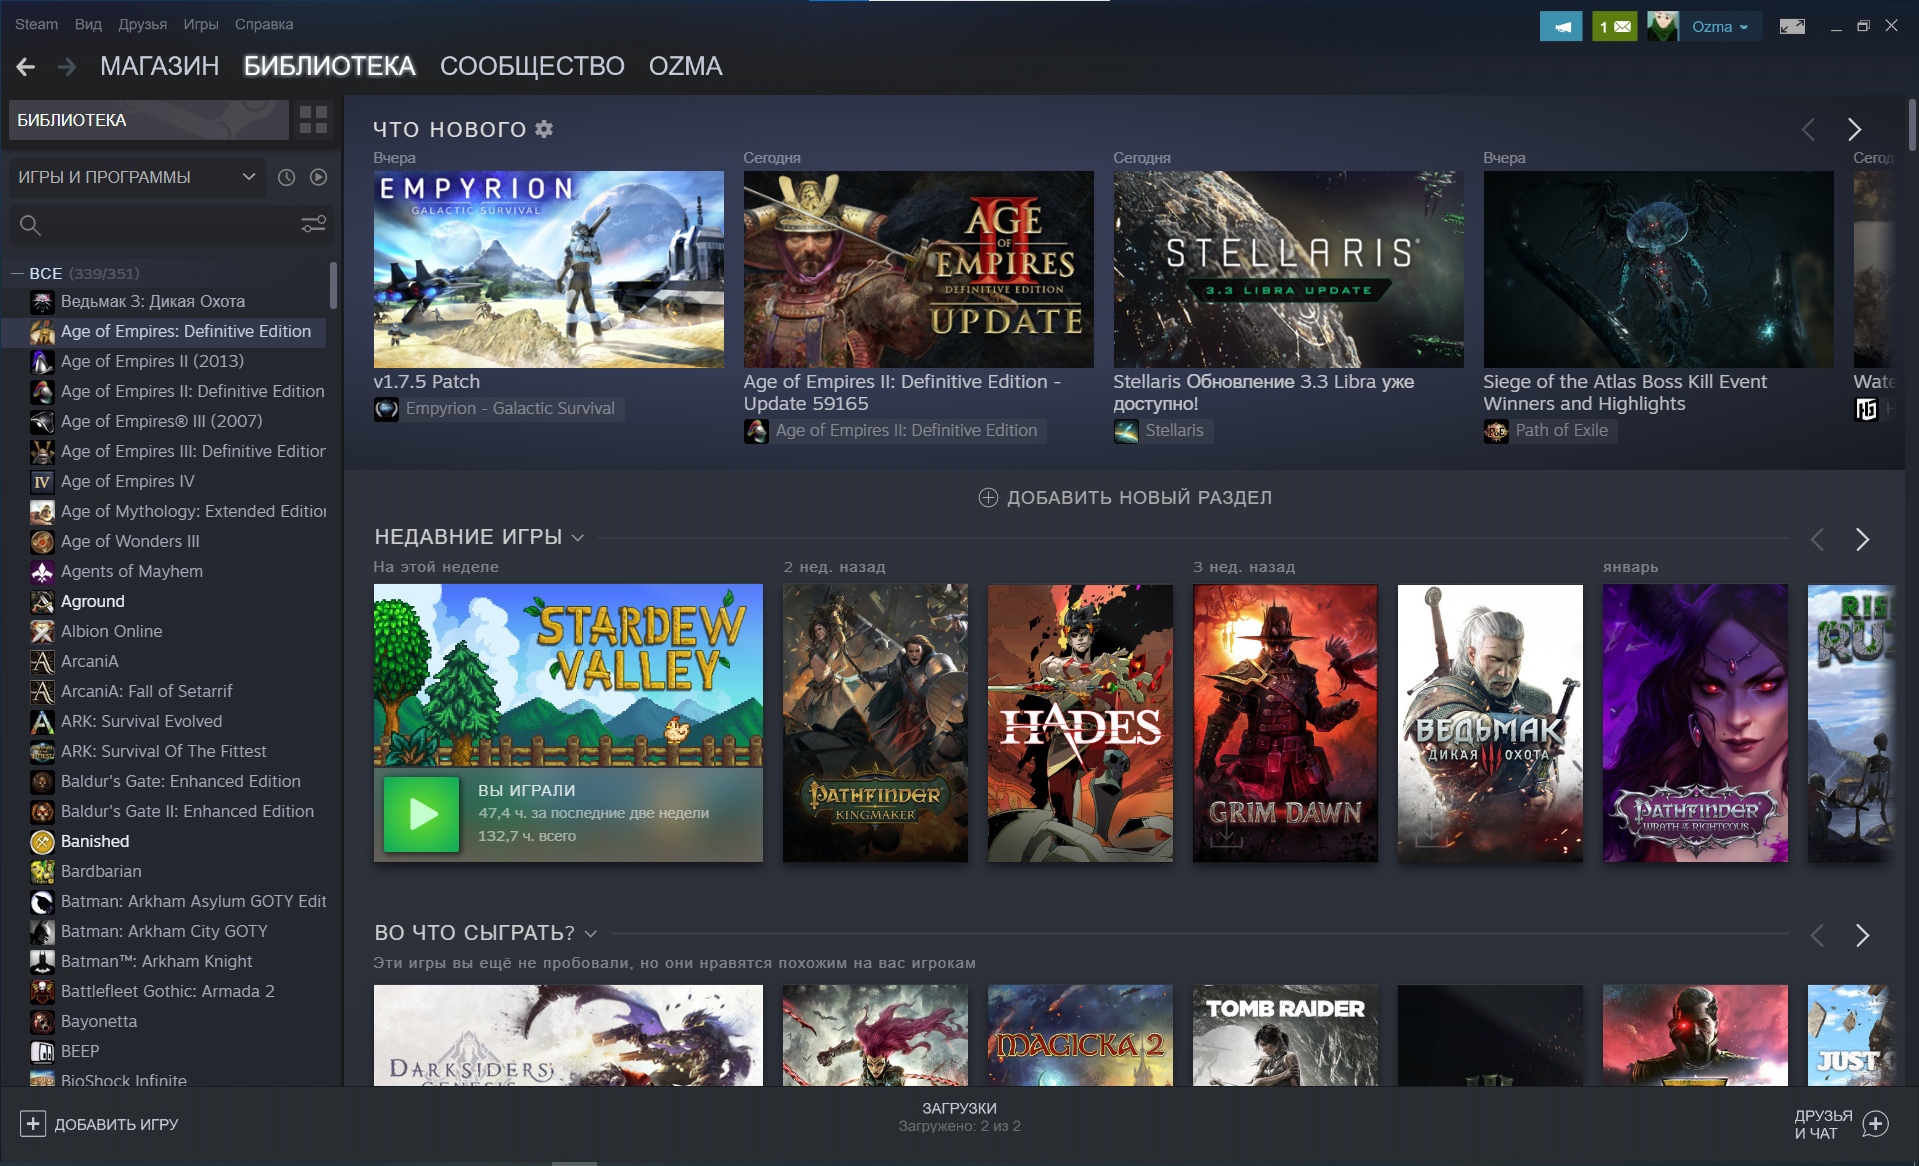 Steam Вид Друзья Игры Справка
1
Ozma
МАГАЗИН БИБЛИОТЕКА СООБЩЕСТВО OZMA
БИБЛИОТЕКА
ИГРЫ И ПРОГРАММЫ
ВСЕ (339/351)
Ведьмак 3: Дикая Охота
Age of Empires: Definitive Edition
Age of Empires II (2013)
Age of Empires II: Definitive Edition
Age of Empires® III (2007)
Age of Empires III: Definitive Edition
Age of Empires IV
Age of Mythology: Extended Edition
Age of Wonders III
Agents of Mayhem
Aground
Albion Online
ArcaniA
ArcaniA: Fall of Setarrif
ARK: Survival Evolved
ARK: Survival Of The Fittest
Baldur's Gate: Enhanced Edition
Baldur's Gate II: Enhanced Edition
Banished
Bardbarian
Batman: Arkham Asylum GOTY Edit
Batman: Arkham City GOTY
Batman™: Arkham Knight
Battlefleet Gothic: Armada 2
Bayonetta
BEEP
BioShock Infinite
ЧТО НОВОГО
Вчера
EMPYRION
GALACTIC SURVIVAL
v1.7.5 Patch
Empyrion - Galactic Survival
Сегодня
AGE
OF
EMPIRES
II
DEFINITIVE EDITION
UPDATE
Age of Empires II: Definitive Edition -
Update 59165
Age of Empires II: Definitive Edition
Сегодня
STELLARIS
3.3 LIBRA UPDATE
Stellaris Обновление 3.3 Libra уже
доступно!
Stellaris
Вчера
Siege of the Atlas Boss Kill Event
Winners and Highlights
Path of Exile
Сегод
Wate
ДОБАВИТЬ НОВЫЙ РАЗДЕЛ
НЕДАВНИЕ ИГРЫ
На этой неделе
STARDEW
VALLEY
ВЫ ИГРАЛИ
47,4 ч. за последние две недели
132,7 ч. всего
2 нед. назад
PATHFINDER
KINGMAKER
HADES
3 нед. назад
GRIM DAWN
ВЕДЬМАК
ДИКАЯ III ОХОТА
январь
PATHFINDER
WRATH OF THE RIGHTEOUS
RIS
RU
ВО ЧТО СЫГРАТЬ?
Эти игры вы ещё не пробовали, но они нравятся похожим на вас игрокам
DARKSIDERS
GENESIS
MAGICKA 2
TOMB RAIDER
JUST
ДОБАВИТЬ ИГРУ
ЗАГРУЗКИ
Загружено: 2 из 2
ДРУЗЬЯ
И ЧАТ